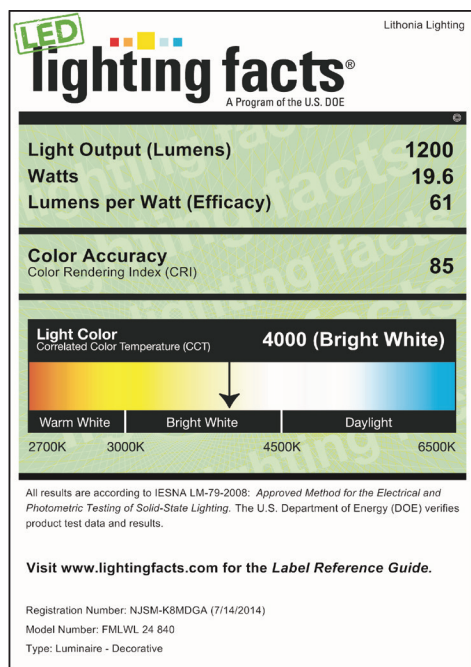 Lithonia Lighting
LED
lighting facts®
A Program of the U.S. DOE
©
Light Output (Lumens) 1200
Watts 19.6
Lumens per Watt (Efficacy) 61
Color Accuracy
Color Rendering Index (CRI) 85
Light Color
Correlated Color Temperature (CCT) 4000 (Bright White)
Warm White Bright White Daylight
2700K 3000K 4500K 6500K
All results are according to IESNA LM-79-2008: Approved Method for the Electrical and
Photometric Testing of Solid-State Lighting. The U.S. Department of Energy (DOE) verifies
product test data and results.
Visit www.lightingfacts.com for the Label Reference Guide.
Registration Number: NJSM-K8MDGA (7/14/2014)
Model Number: FMLWL 24 840
Type: Luminaire - Decorative